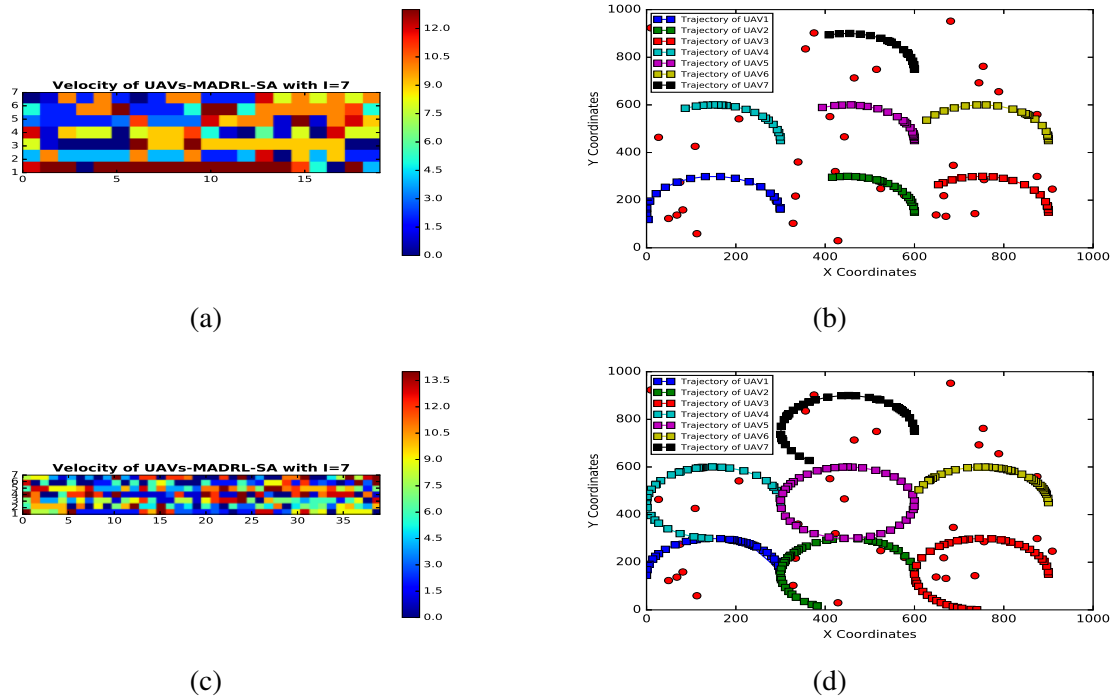 Velocity of UAVs-MADRL-SA with I=7
7
6
5
4
3
2
1
0 5 10 15
12.0
10.5
9.0
7.5
6.0
4.5
3.0
1.5
0.0
(a)
Y Coordinates
1000
800
600
400
200
0
Trajectory of UAV1
Trajectory of UAV2
Trajectory of UAV3
Trajectory of UAV4
Trajectory of UAV5
Trajectory of UAV6
Trajectory of UAV7
0 200 400 600 800 1000
X Coordinates
(b)
Velocity of UAVs-MADRL-SA with I=7
7
6
5
4
3
2
1
0 5 10 15 20 25 30 35
13.5
12.0
10.5
9.0
7.5
6.0
4.5
3.0
1.5
0.0
(c)
Y Coordinates
1000
800
600
400
200
0
Trajectory of UAV1
Trajectory of UAV2
Trajectory of UAV3
Trajectory of UAV4
Trajectory of UAV5
Trajectory of UAV6
Trajectory of UAV7
0 200 400 600 800 1000
X Coordinates
(d)